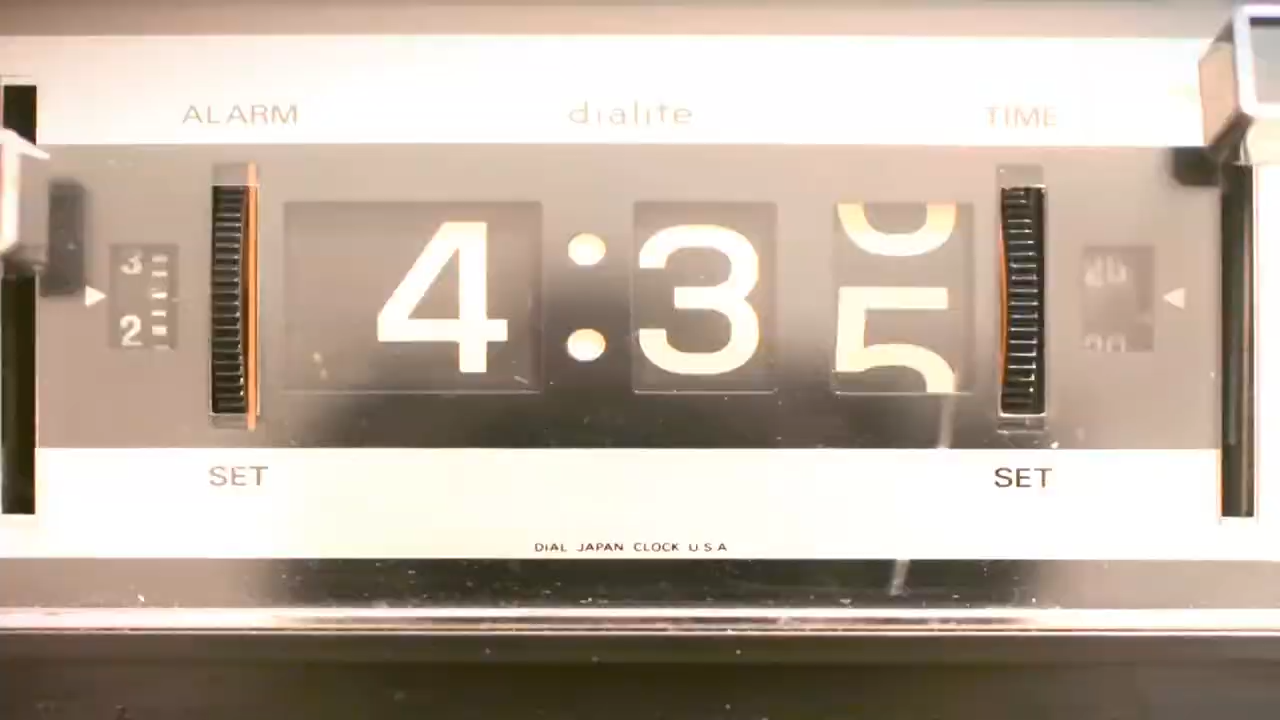 ALARM dialite TIME
4:35
3
2
SET SET
DIAL JAPAN CLOCK U S A